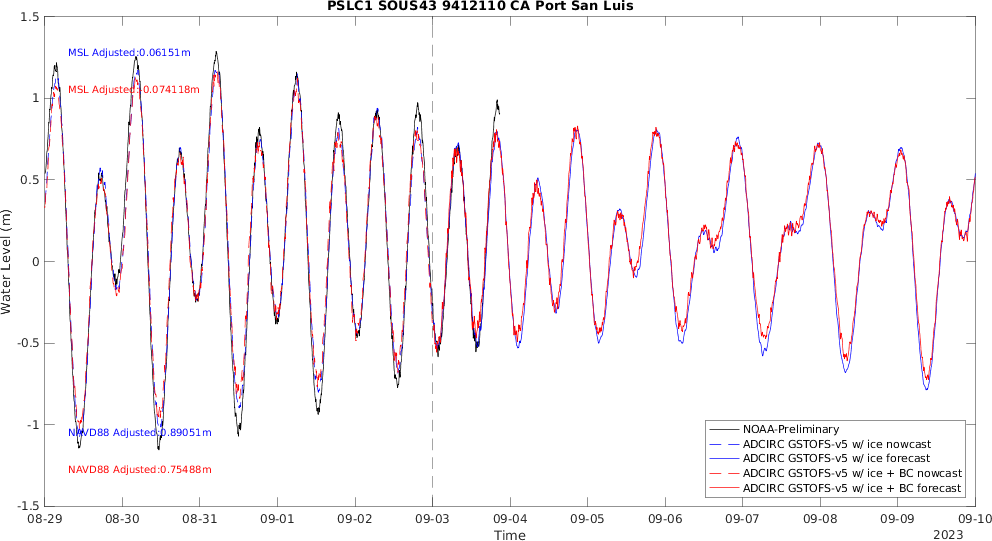 PSLC1 SOUS43 9412110 CA Port San Luis
1.5
1
0.5
0
-0.5
-1
-1.5
Water Level (m)
MSL Adjusted:0.06151m
MSL Adjusted:-0.074118m
NAVD88 Adjusted:0.89051m
NAVD88 Adjusted:0.75488m
NOAA-Preliminary
ADCIRC GSTOFS-v5 w/ ice nowcast
ADCIRC GSTOFS-v5 w/ ice forecast
ADCIRC GSTOFS-v5 w/ ice + BC nowcast
ADCIRC GSTOFS-v5 w/ ice + BC forecast
08-29 08-30 08-31 09-01 09-02 09-03 09-04 09-05 09-06 09-07 09-08 09-09 09-10
Time
2023